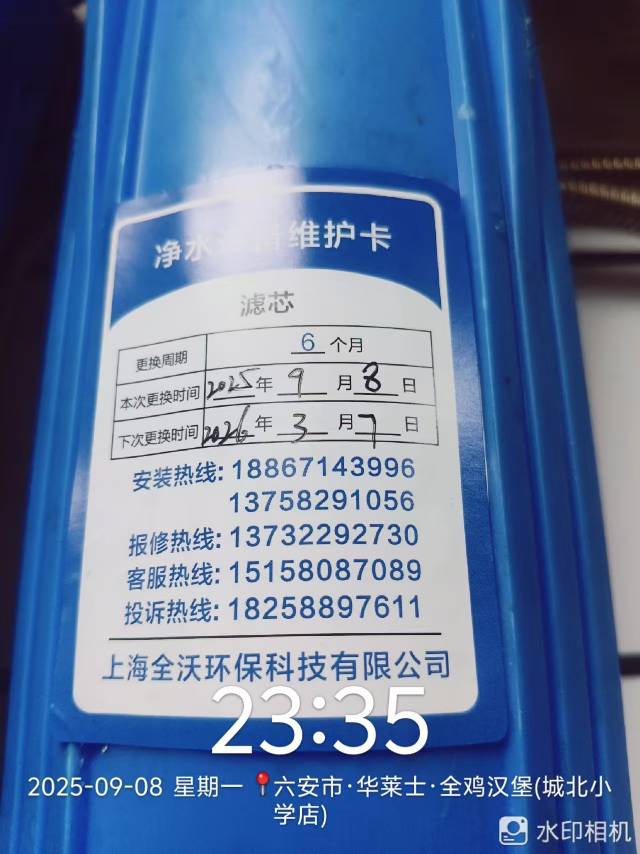 净水 维护卡
滤芯
更换周期 6 个月
本次更换时间 2025 年 9 月 8 日
下次更换时间 2026 年 3 月 7 日
安装热线: 18867143996
13758291056
报修热线: 13732292730
客服热线: 15158087089
投诉热线: 18258897611
上海全沃环保科技有限公司
23:35
2025-09-08 星期一 六安市·华莱士·全鸡汉堡(城北小
学店)
水印相机